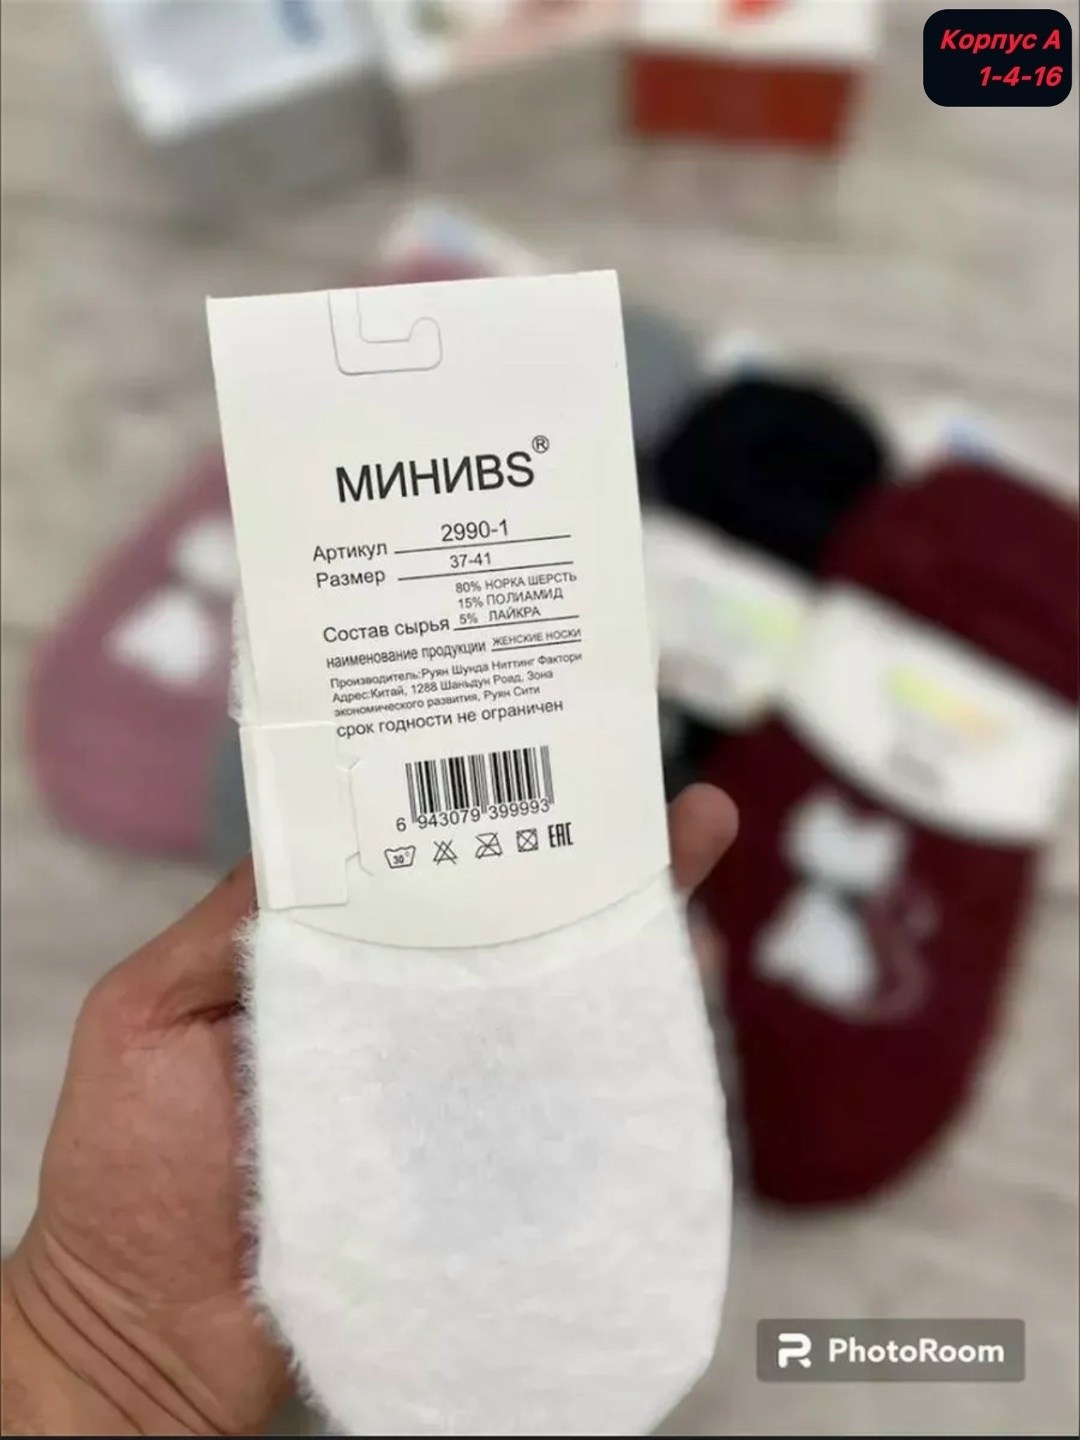 Корпус А
1-4-16
МИНИBS®
Артикул 2990-1
Размер 37-41
80% НОРКА ШЕРСТЬ
15% ПОЛИАМИД
Состав сырья 5% ЛАЙКРА
наименование продукции ЖЕНСКИЕ НОСКИ
Производитель:Руян Шунда Ниттинг Фактори
Адрес:Китай, 1288 Шаньдун Роад, Зона
экономического развития, Руян Сити
срок годности не ограничен
6 943079 399993
30° EAC
PhotoRoom